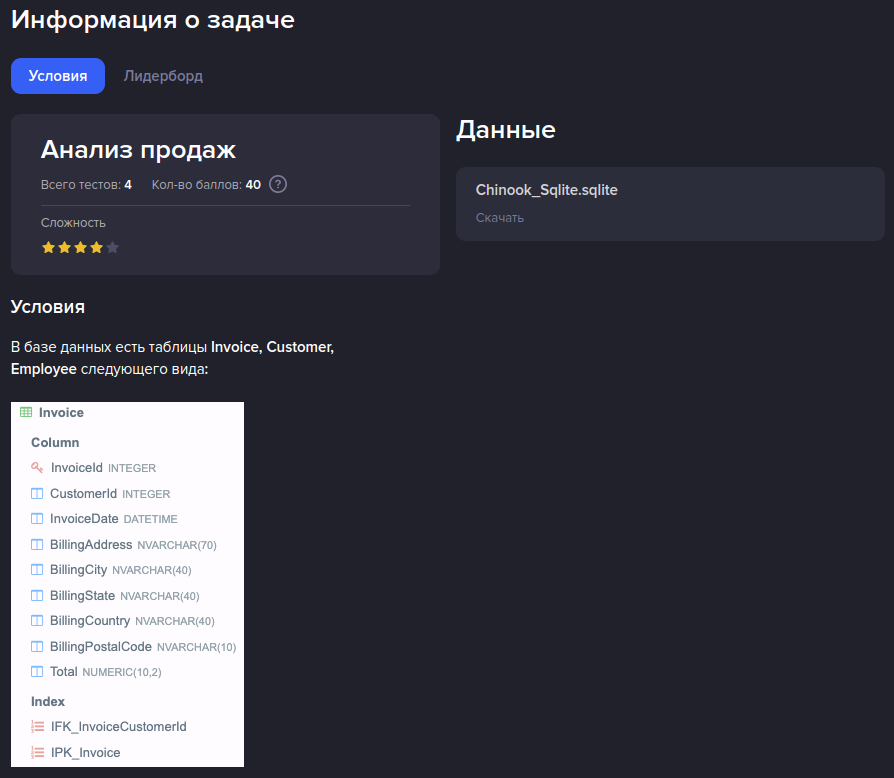 Информация о задаче
Условия
Лидерборд
Анализ продаж
Всего тестов: 4 Кол-во баллов: 40 ?
Сложность
Данные
Chinook_Sqlite.sqlite
Скачать
Условия
В базе данных есть таблицы Invoice, Customer,
Employee следующего вида:
Invoice
Column
InvoiceId INTEGER
CustomerId INTEGER
InvoiceDate DATETIME
BillingAddress NVARCHAR(70)
BillingCity NVARCHAR(40)
BillingState NVARCHAR(40)
BillingCountry NVARCHAR(40)
BillingPostalCode NVARCHAR(10)
Total NUMERIC(10,2)
Index
IFK_InvoiceCustomerId
IPK_Invoice